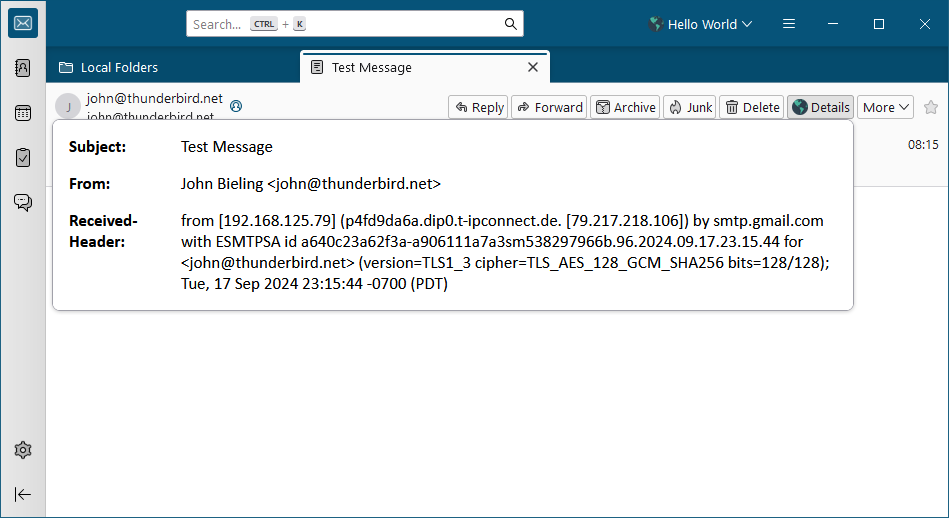 Search... CTRL + K
Hello World
Local Folders
Test Message
J
john@thunderbird.net
john@thunderbird.net
Reply
Forward
Archive
Junk
Delete
Details
More
08:15
Subject: Test Message
From: John Bieling <john@thunderbird.net>
Received- from [192.168.125.79] (p4fd9da6a.dip0.t-ipconnect.de. [79.217.218.106]) by smtp.gmail.com
Header: with ESMTPSA id a640c23a62f3a-a906111a7a3sm538297966b.96.2024.09.17.23.15.44 for
<john@thunderbird.net> (version=TLS1_3 cipher=TLS_AES_128_GCM_SHA256 bits=128/128);
Tue, 17 Sep 2024 23:15:44 -0700 (PDT)